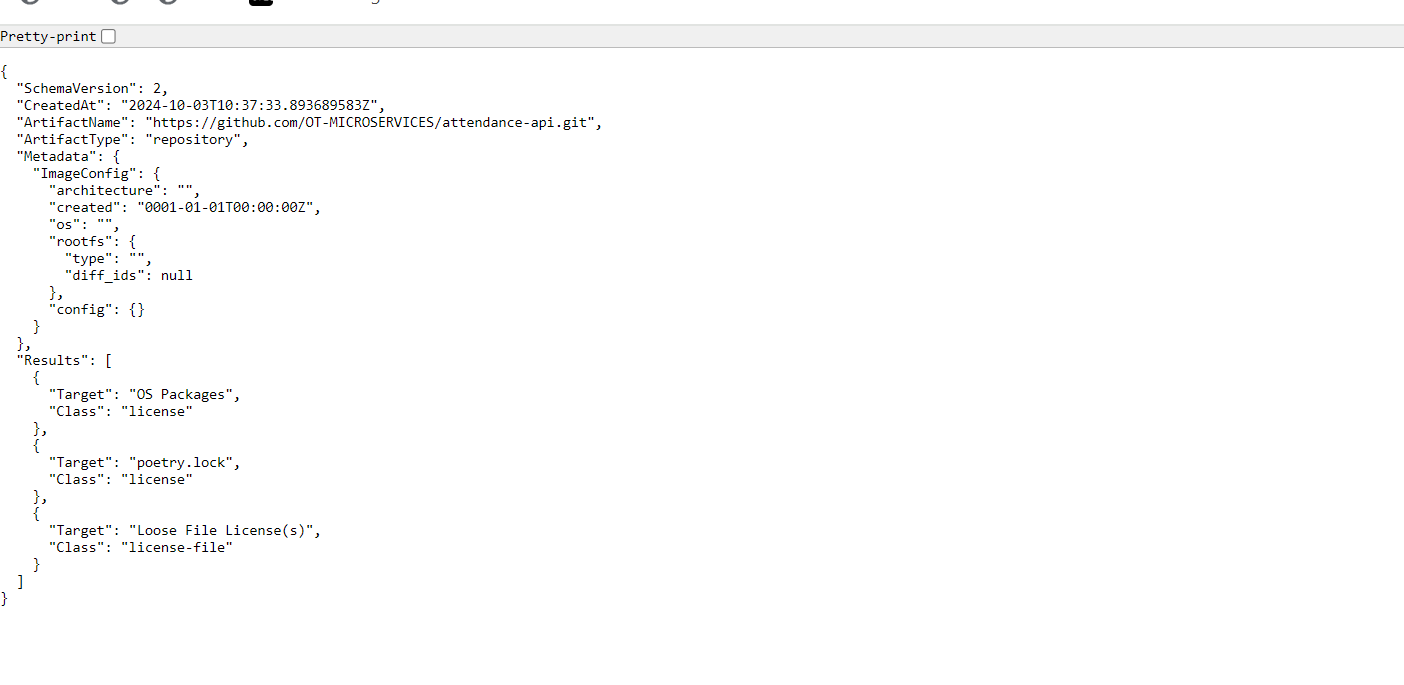 Pretty-print
{
  "SchemaVersion": 2,
  "CreatedAt": "2024-10-03T10:37:33.893689583Z",
  "ArtifactName": "https://github.com/OT-MICROSERVICES/attendance-api.git",
  "ArtifactType": "repository",
  "Metadata": {
    "ImageConfig": {
      "architecture": "",
      "created": "0001-01-01T00:00:00Z",
      "os": "",
      "rootfs": {
        "type": "",
        "diff_ids": null
      },
      "config": {}
    }
  },
  "Results": [
    {
      "Target": "OS Packages",
      "Class": "license"
    },
    {
      "Target": "poetry.lock",
      "Class": "license"
    },
    {
      "Target": "Loose File License(s)",
      "Class": "license-file"
    }
  ]
}